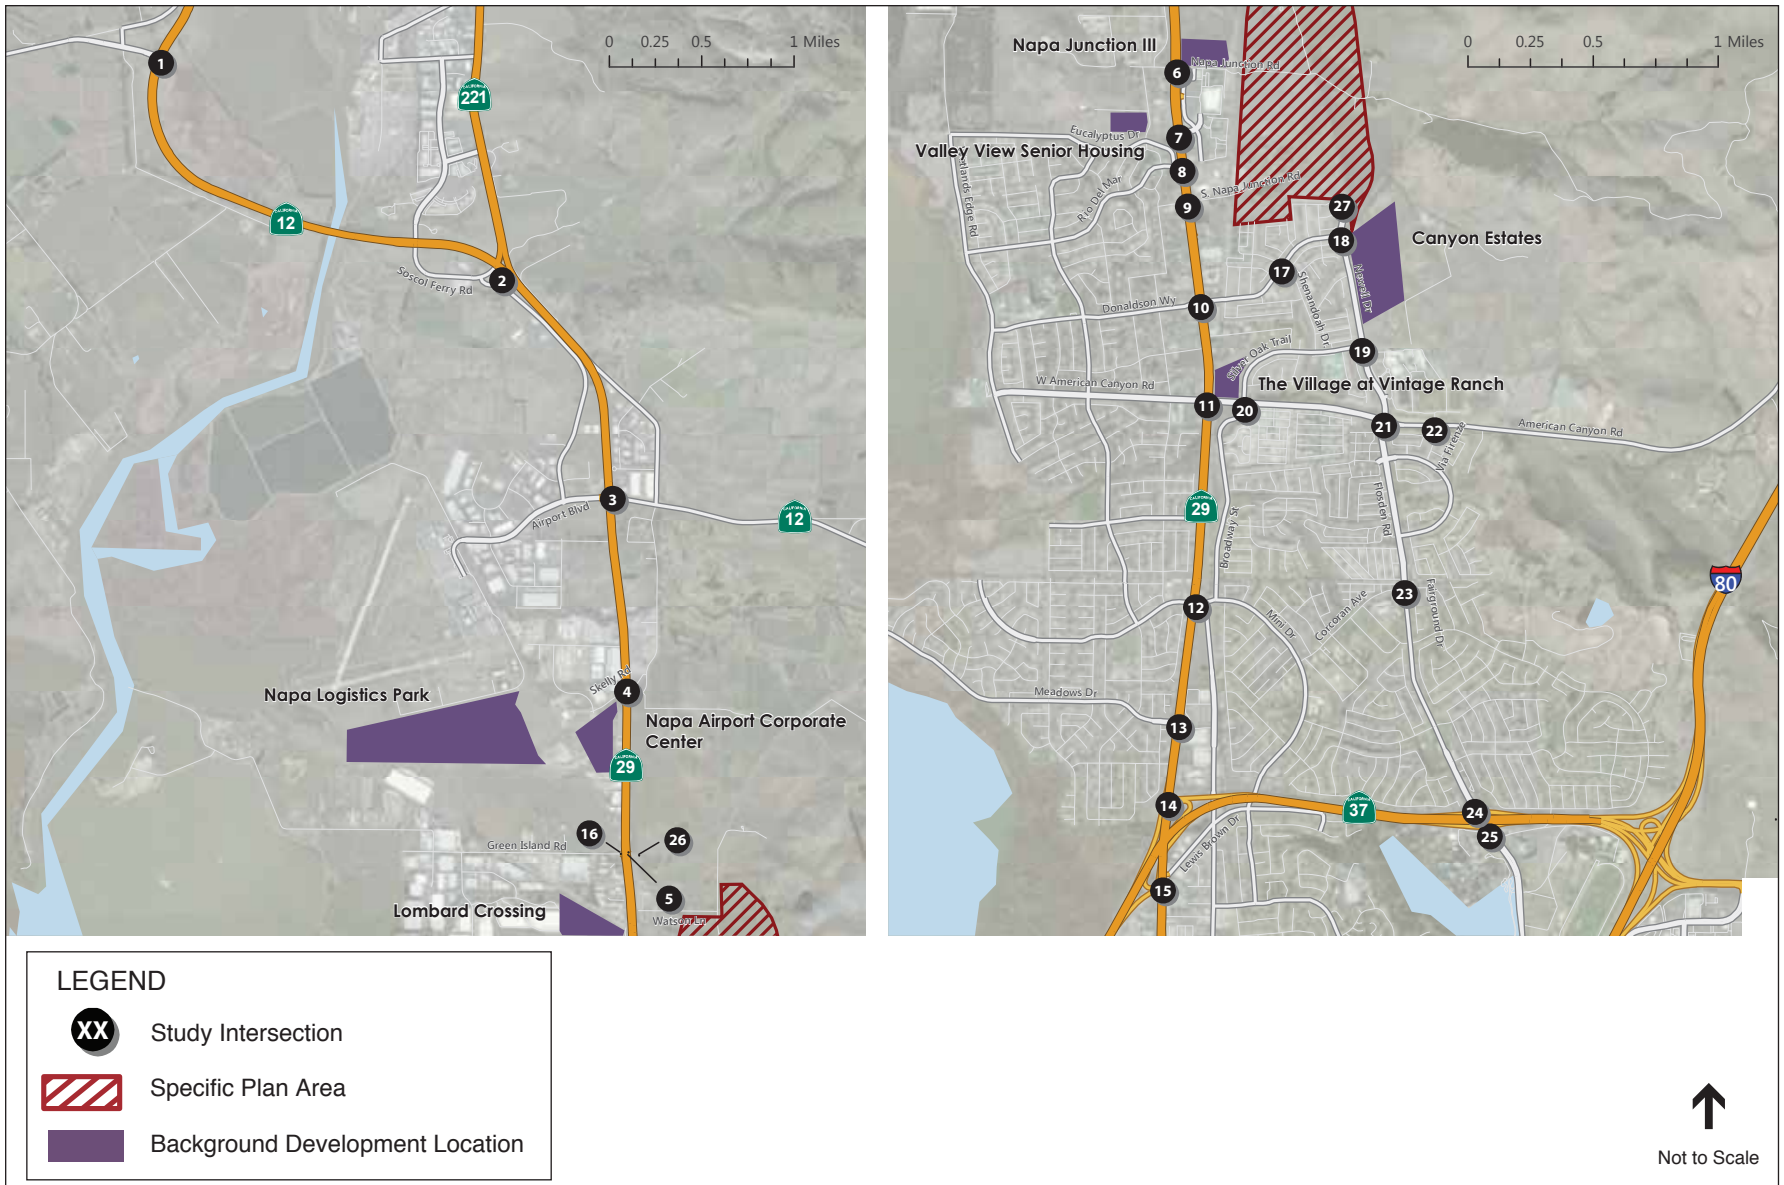 0 0.25 0.5 1 Miles
1
CALIFORNIA
221
CALIFORNIA
12
Soscol Ferry Rd
2
3
Airport Blvd
CALIFORNIA
12
Skelly Rd
4
Napa Logistics Park
Napa Airport Corporate
Center
CALIFORNIA
29
16
26
Green Island Rd
5
Lombard Crossing
Watson Ln
0 0.25 0.5 1 Miles
Napa Junction III
6
Napa Junction Rd
Eucalyptus Dr
7
Valley View Senior Housing
8
Rio Del Mar
S. Napa Junction Rd
9
27
18
Canyon Estates
17
Newell Dr
Shenandoah Dr
Donaldson Wy
10
19
Silver Oak Trail
W American Canyon Rd
The Village at Vintage Ranch
11
20
21
22
American Canyon Rd
Via Firenze
CALIFORNIA
29
Broadway St
Flosden Rd
80
23
12
Mini Dr
Corcoran Ave
Fairground Dr
Meadows Dr
13
14
CALIFORNIA
37
24
25
Lewis Brown Dr
15
LEGEND
XX
Study Intersection
Specific Plan Area
Background Development Location
Not to Scale